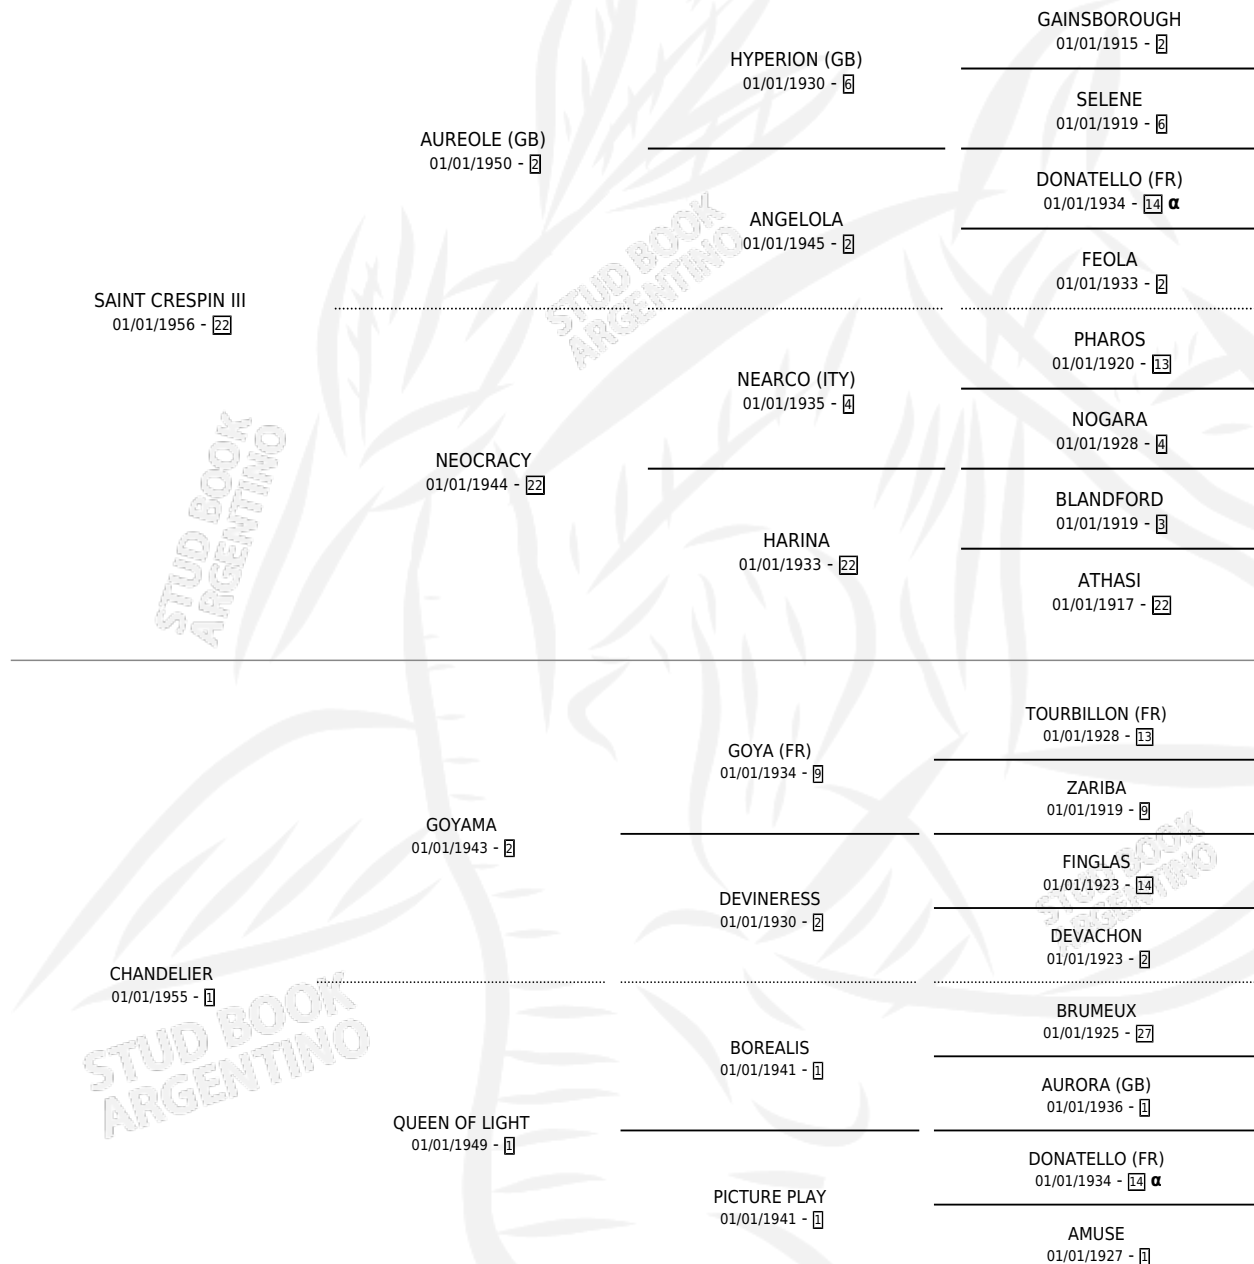 GAINSBOROUGH
01/01/1915 - 2
HYPERION (GB)
01/01/1930 - 6
SELENE
01/01/1919 - 6
AUREOLE (GB)
01/01/1950 - 2
DONATELLO (FR)
01/01/1934 - 14 α
ANGELOLA
01/01/1945 - 2
FEOLA
01/01/1933 - 2
SAINT CRESPIN III
01/01/1956 - 22
PHAROS
01/01/1920 - 13
NEARCO (ITY)
01/01/1935 - 4
NOGARA
01/01/1928 - 4
NEOCRACY
01/01/1944 - 22
BLANDFORD
01/01/1919 - 3
HARINA
01/01/1933 - 22
ATHASI
01/01/1917 - 22
TOURBILLON (FR)
01/01/1928 - 13
GOYA (FR)
01/01/1934 - 9
ZARIBA
01/01/1919 - 9
GOYAMA
01/01/1943 - 2
FINGLAS
01/01/1923 - 14
DEVINERESS
01/01/1930 - 2
DEVACHON
01/01/1923 - 2
CHANDELIER
01/01/1955 - 1
BRUMEUX
01/01/1925 - 27
BOREALIS
01/01/1941 - 1
AURORA (GB)
01/01/1936 - 1
QUEEN OF LIGHT
01/01/1949 - 1
DONATELLO (FR)
01/01/1934 - 14 α
PICTURE PLAY
01/01/1941 - 1
AMUSE
01/01/1927 - 1
STUD BOOK
ARGENTINO
STUD BOOK
ARGENTINO
STUD BOOK
ARGENTINO
STUD BOOK
ARGENTINO